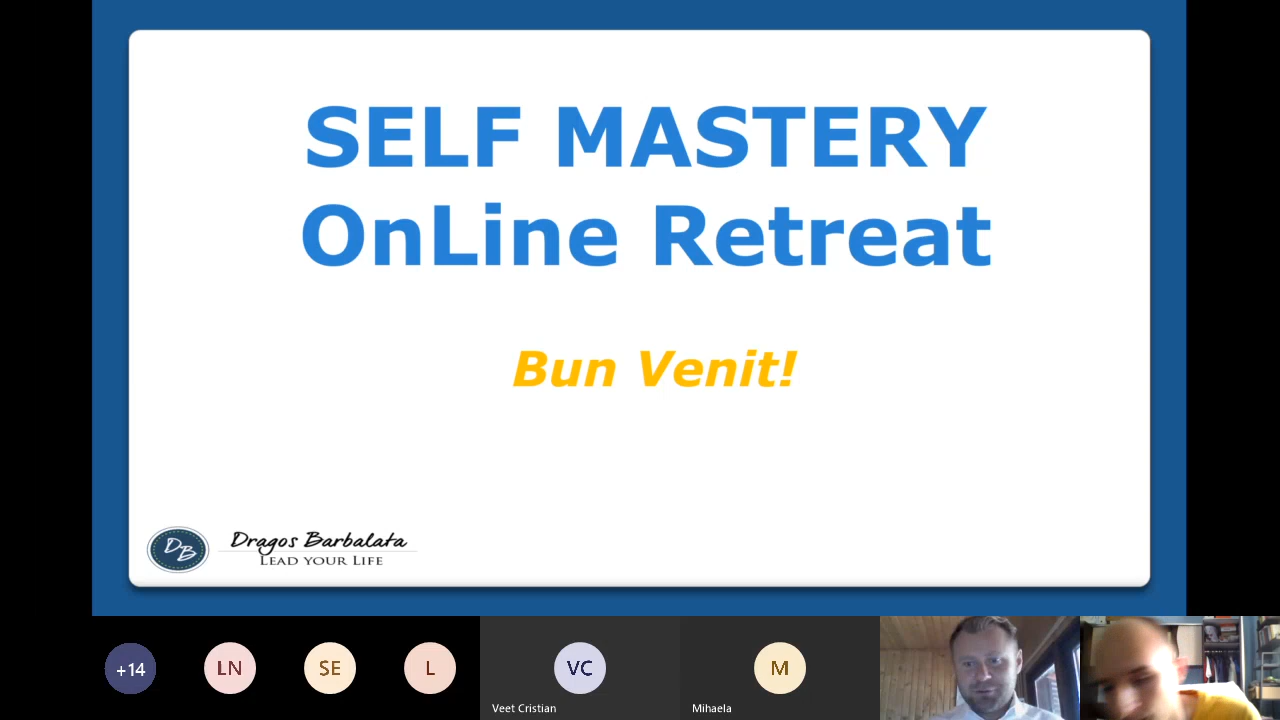 SELF MASTERY
OnLine Retreat
Bun Venit!
DB
Dragos Barbalata
LEAD YOUR LIFE
+14
LN
SE
L
VC
M
Veet Cristian
Mihaela